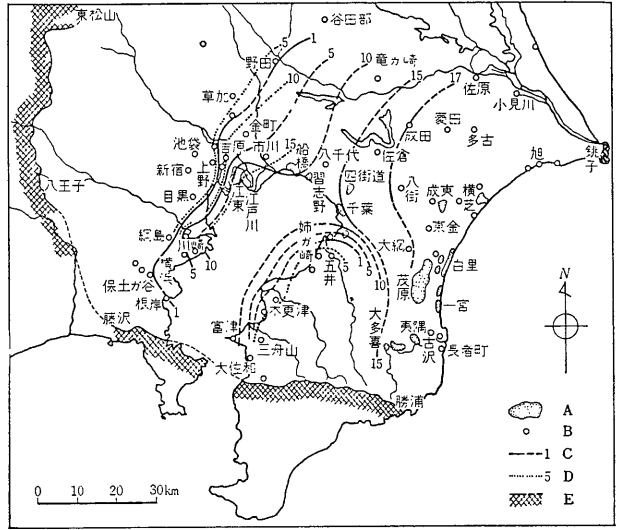 東松山
谷田部
野田
5
1
5
10
竜ヶ崎
15
17
佐原
小見川
草加
10
金町
池袋
吉原
市川
15
船橋
八千代
成田
多古
旭
銚子
新宿
上野
佐倉
八王子
江東
江戸川
習志野
四街道
八街
成東
横芝
目黒
千葉
東金
綱島
川崎
5
10
姉ヶ崎
五井
5
1
5
10
大網
白里
横浜
保土ヶ谷
根岸
1
茂原
一宮
藤沢
富津
木更津
三舟山
大多喜
15
夷隅
古沢
長者町
大佐和
勝浦
N
A
B
1 C
5 D
E
0 10 20 30km